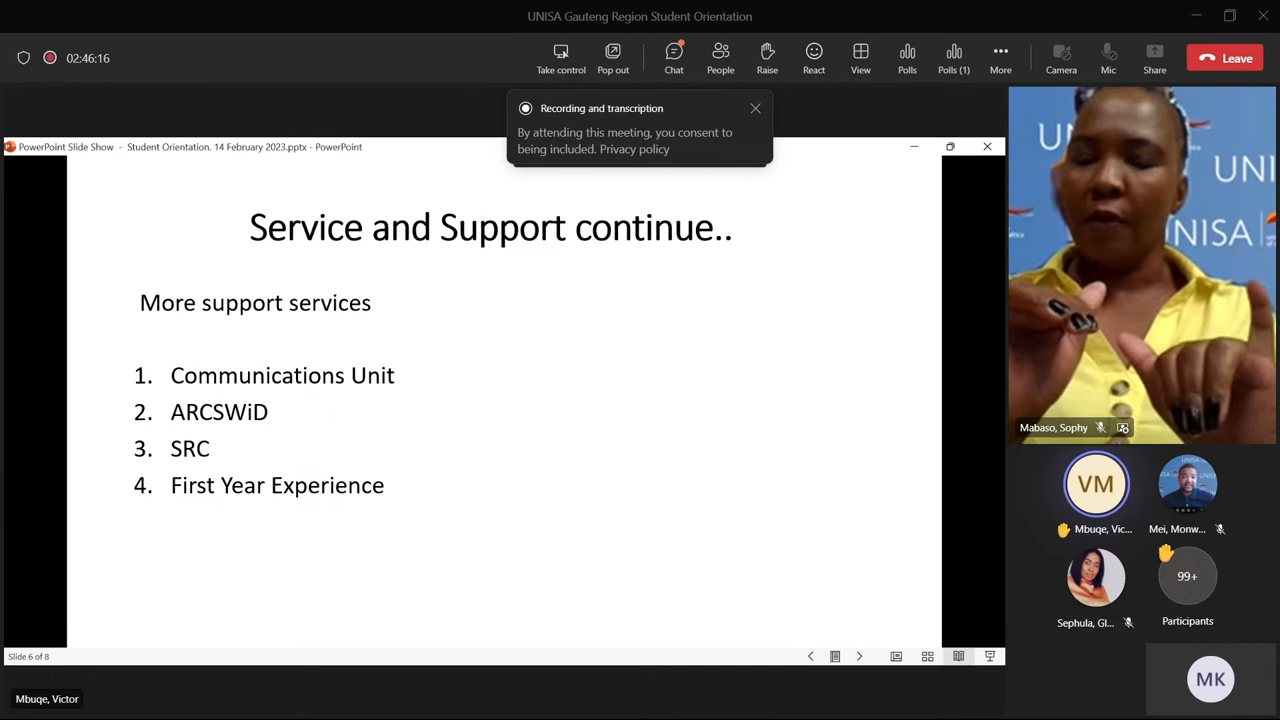 UNISA Gauteng Region Student Orientation
02:46:16
Take control
Pop out
Chat
People
Raise
React
View
Polls
Polls (1)
More
Camera
Mic
Share
Leave
Recording and transcription
By attending this meeting, you consent to
being included. Privacy policy
PowerPoint Slide Show - Student Orientation. 14 February 2023.pptx - PowerPoint
Service and Support continue..
More support services
1. Communications Unit
2. ARCSWiD
3. SRC
4. First Year Experience
Slide 6 of 8
Mbuqe, Victor
UNI
UNISA
Mabaso, Sophy
VM
Mbuqe, Vic...
Mei, Monw...
Sephula, Gl...
99+
Participants
MK